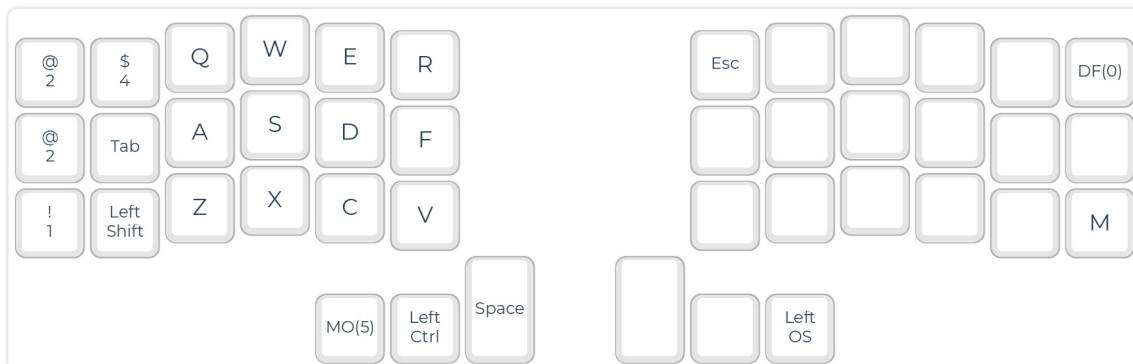 @
2
$
4
Q
W
E
R
Esc
DF(0)
@
2
Tab
A
S
D
F
!
1
Left
Shift
Z
X
C
V
M
MO(5)
Left
Ctrl
Space
Left
OS